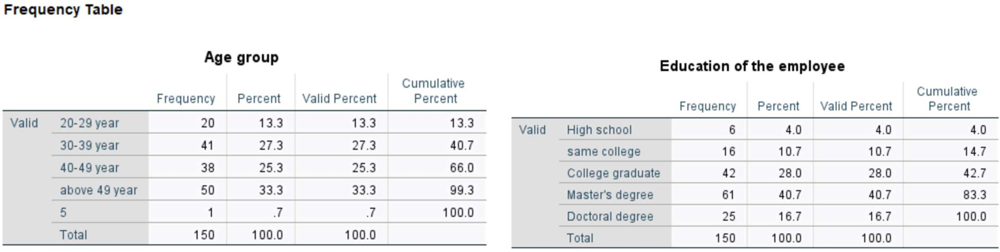 Frequency Table
Age group
Frequency Percent Valid Percent Cumulative Percent
Valid 20-29 year 20 13.3 13.3 13.3
30-39 year 41 27.3 27.3 40.7
40-49 year 38 25.3 25.3 66.0
above 49 year 50 33.3 33.3 99.3
5 1 .7 .7 100.0
Total 150 100.0 100.0
Education of the employee
Frequency Percent Valid Percent Cumulative Percent
Valid High school 6 4.0 4.0 4.0
same college 16 10.7 10.7 14.7
College graduate 42 28.0 28.0 42.7
Master's degree 61 40.7 40.7 83.3
Doctoral degree 25 16.7 16.7 100.0
Total 150 100.0 100.0